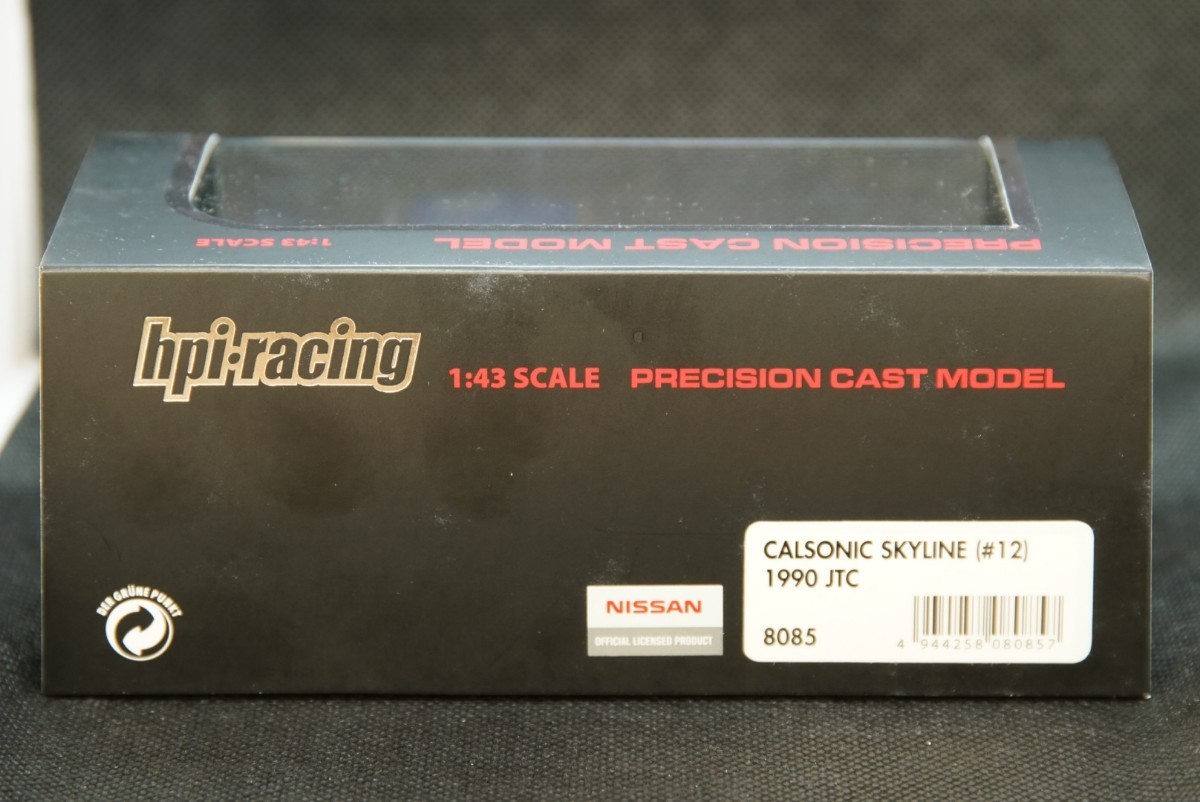 1:43 SCALE PRECISION CAST MODEL
hpi·racing 1:43 SCALE PRECISION CAST MODEL
CALSONIC SKYLINE (#12)
1990 JTC
8085
4 944258 080857
NISSAN
OFFICIAL LICENSED PRODUCT
DER GRÜNE PUNKT